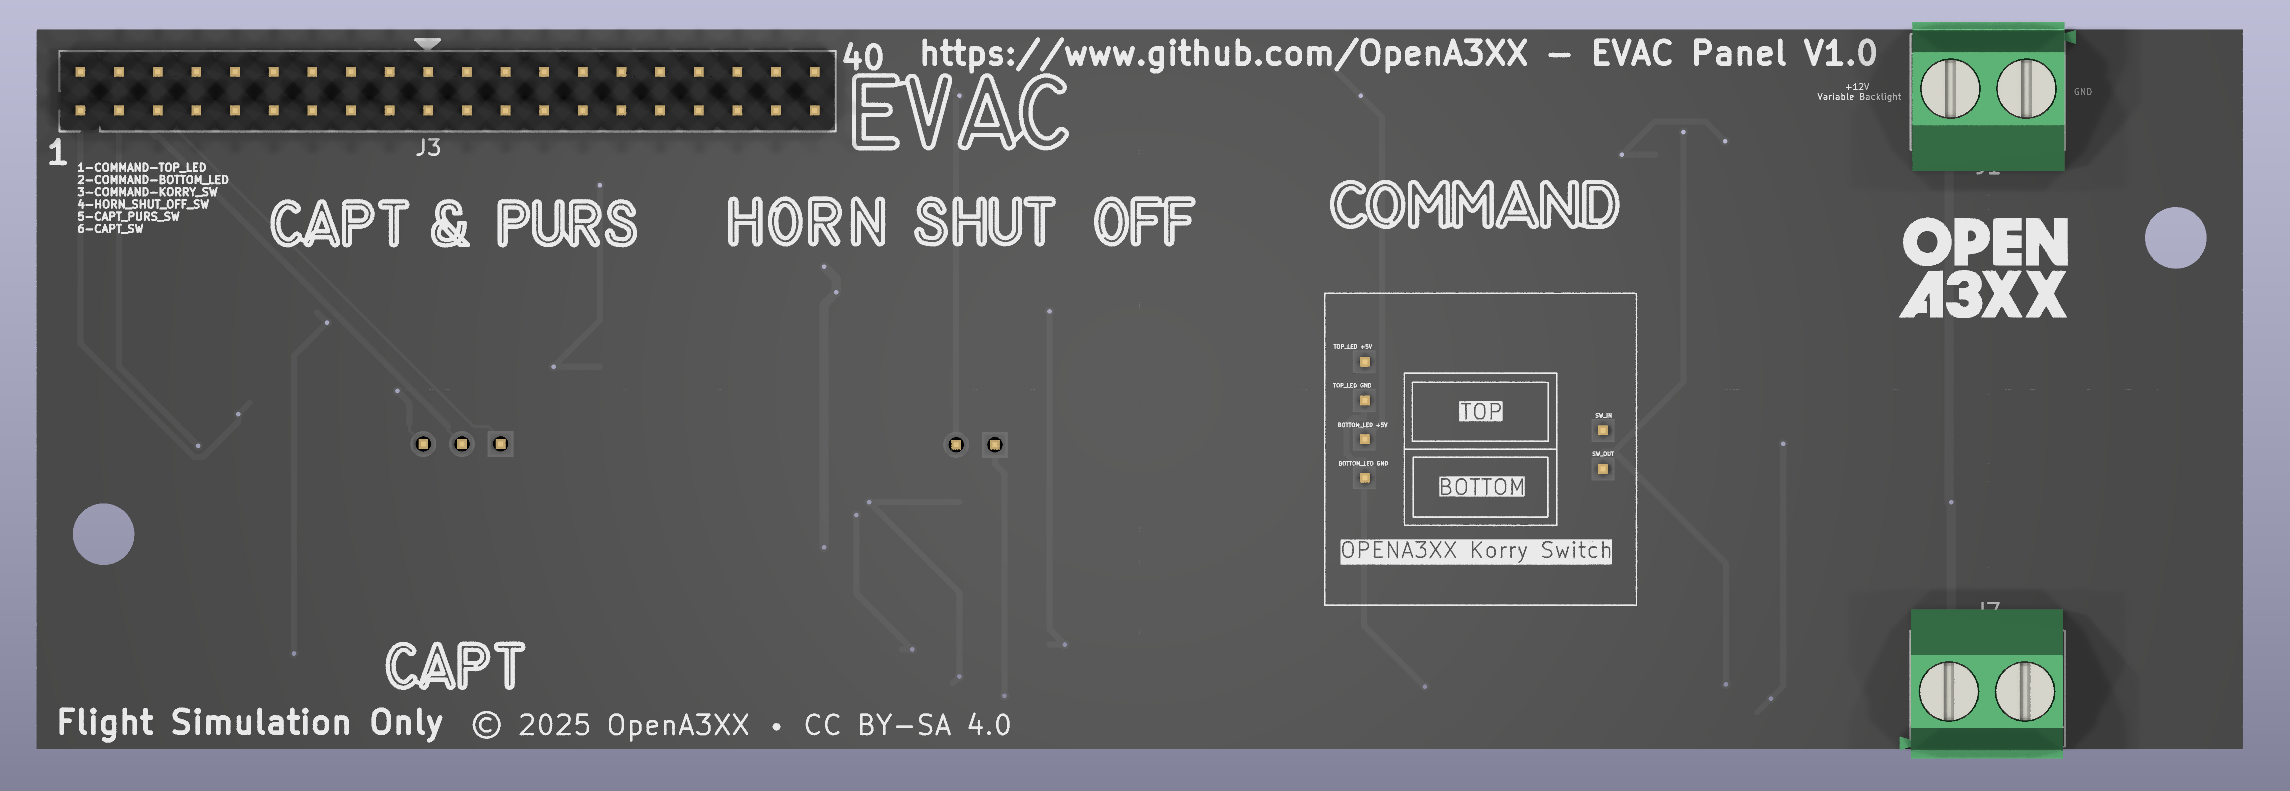 40 https://www.github.com/OpenA3XX – EVAC Panel V1.0
EVAC
+12V
Variable Backlight
GND
J3
1
1-COMMAND-TOP_LED
2-COMMAND-BOTTOM_LED
3-COMMAND-KORRY_SW
4-HORN_SHUT_OFF_SW
5-CAPT_PURS_SW
6-CAPT_SW
CAPT & PURS
HORN SHUT OFF
COMMAND
OPEN
A3XX
TOP_LED +5V
TOP_LED GND
BOTTOM_LED +5V
BOTTOM_LED GND
TOP
BOTTOM
SW_IN
SW_OUT
OPENA3XX Korry Switch
CAPT
Flight Simulation Only © 2025 OpenA3XX • CC BY-SA 4.0